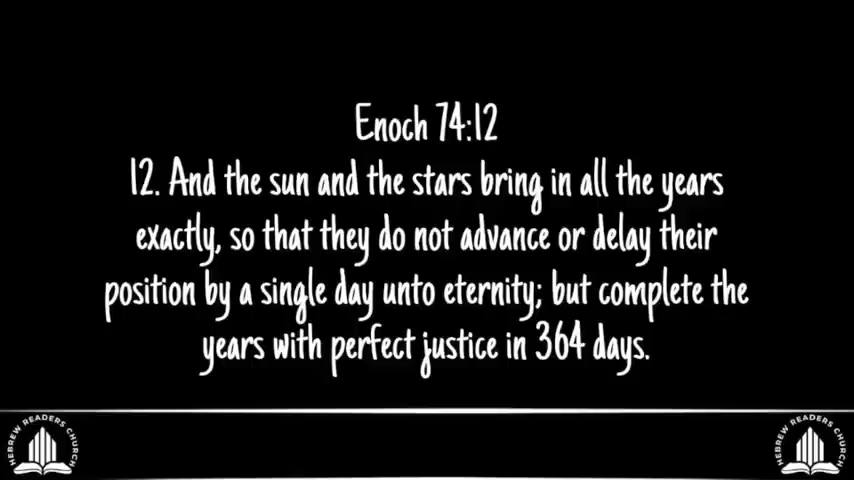 Enoch 74:12
12. And the sun and the stars bring in all the years
exactly, so that they do not advance or delay their
position by a single day unto eternity; but complete the
years with perfect justice in 364 days.
HEBREW READERS CHURCH
HEBREW READERS CHURCH